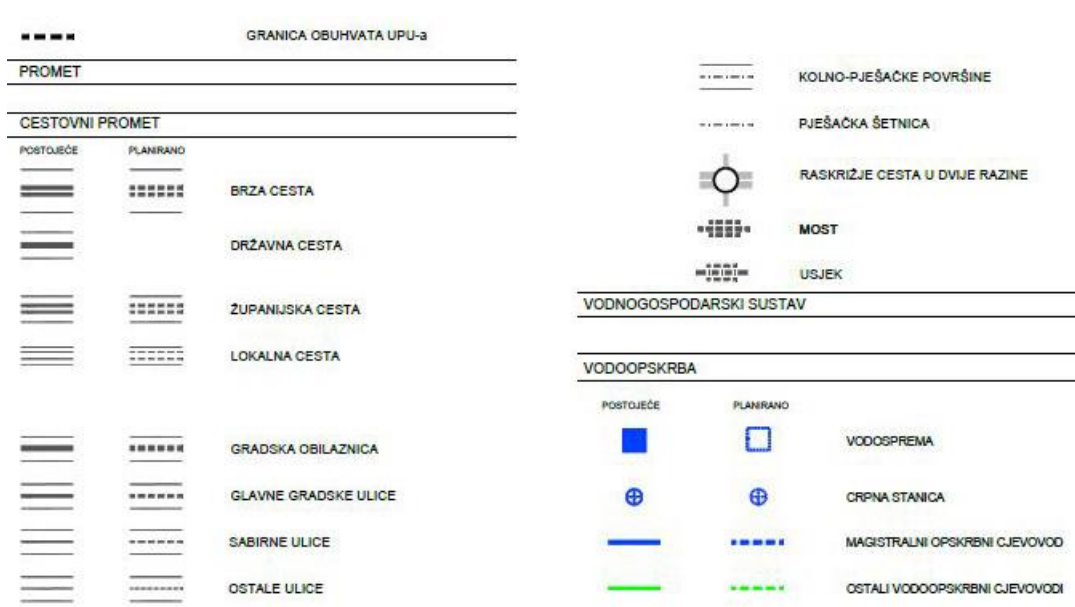 GRANICA OBUHVATA UPU-a
PROMET
CESTOVNI PROMET
POSTOJEĆE PLANIRANO
BRZA CESTA
DRŽAVNA CESTA
ŽUPANIJSKA CESTA
LOKALNA CESTA
GRADSKA OBILAZNICA
GLAVNE GRADSKE ULICE
SABIRNE ULICE
OSTALE ULICE
KOLNO-PJEŠAČKE POVRŠINE
PJEŠAČKA ŠETNICA
RASKRIŽJE CESTA U DVIJE RAZINE
MOST
USJEK
VODNOGOSPODARSKI SUSTAV
VODOOPSKRBA
POSTOJEĆE PLANIRANO
VODOSPREMA
CRPNA STANICA
MAGISTRALNI OPSKRBNI CJEVOVOD
OSTALI VODOOPSKRBNI CJEVOVODI